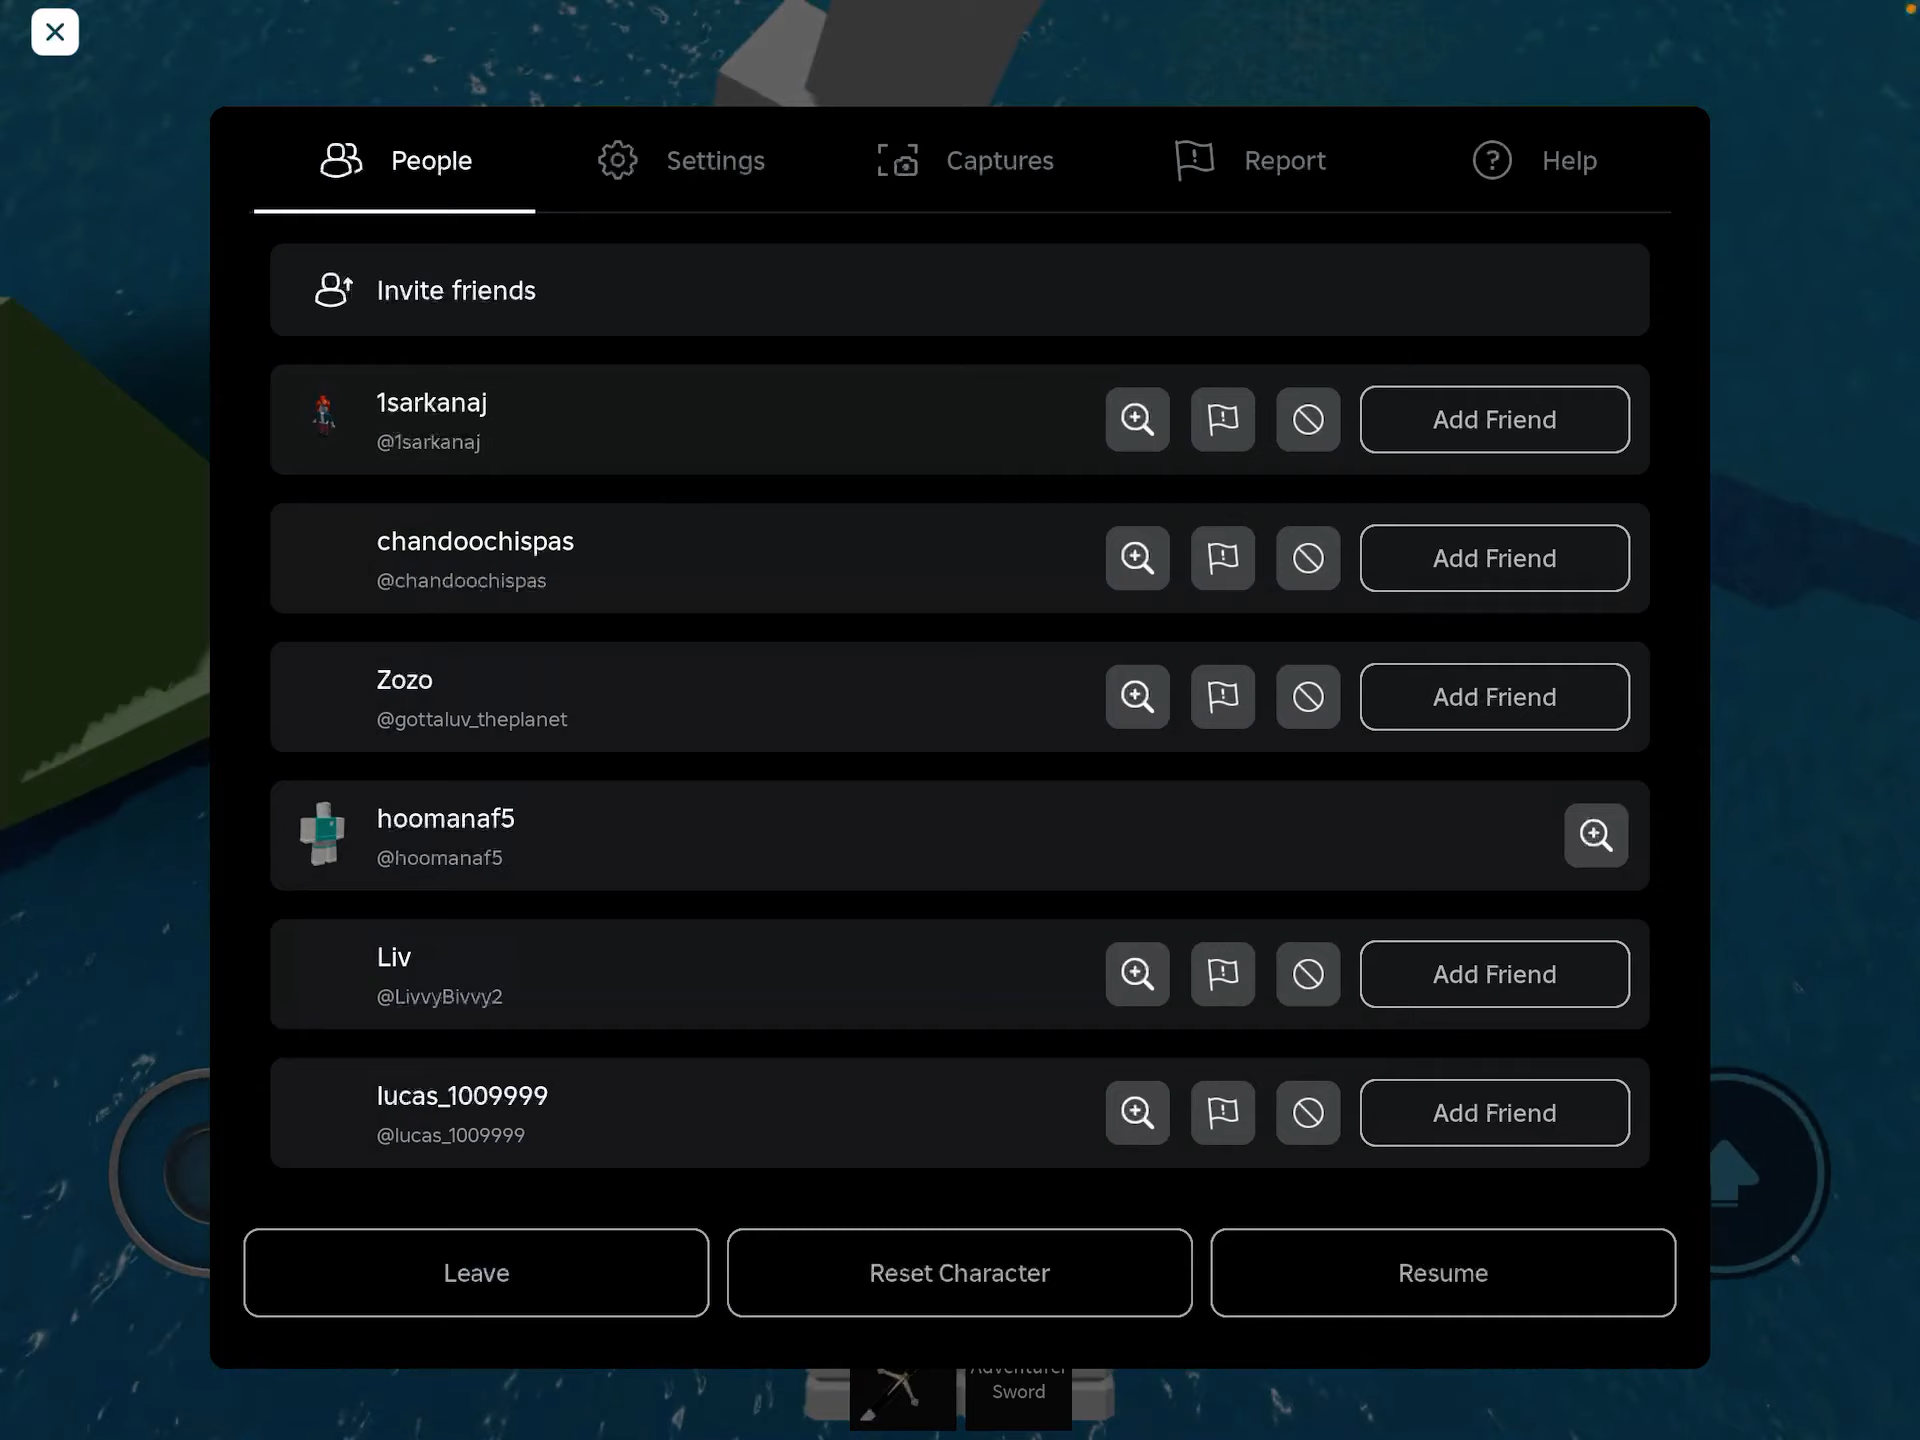 People
Settings
Captures
Report
Help
Invite friends
1sarkanaj
@1sarkanaj
Add Friend
chandoochispas
@chandoochispas
Add Friend
Zozo
@gottaluv_theplanet
Add Friend
hoomanaf5
@hoomanaf5
Liv
@LivvyBivvy2
Add Friend
lucas_1009999
@lucas_1009999
Add Friend
Leave
Reset Character
Resume
Adventurer
Sword